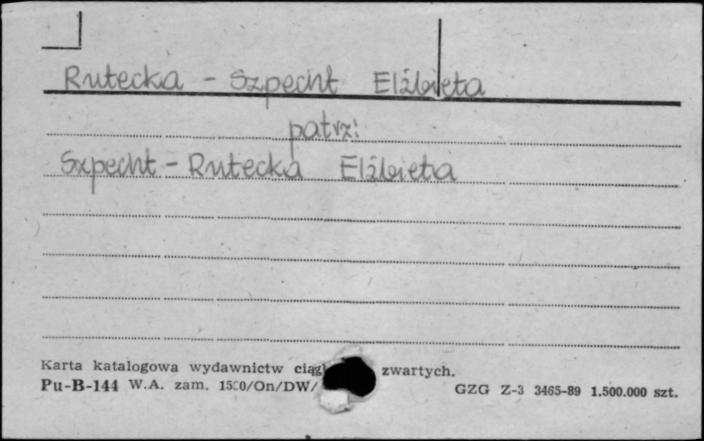 Rutecka - Szpecht Elżbieta
patrz:
Szpecht - Rutecka Elżbieta
Karta katalogowa wydawnictw zwartych.
Pu-B-144 W.A. zam. GZG Z-3 3465-89 1.500.000 szt.